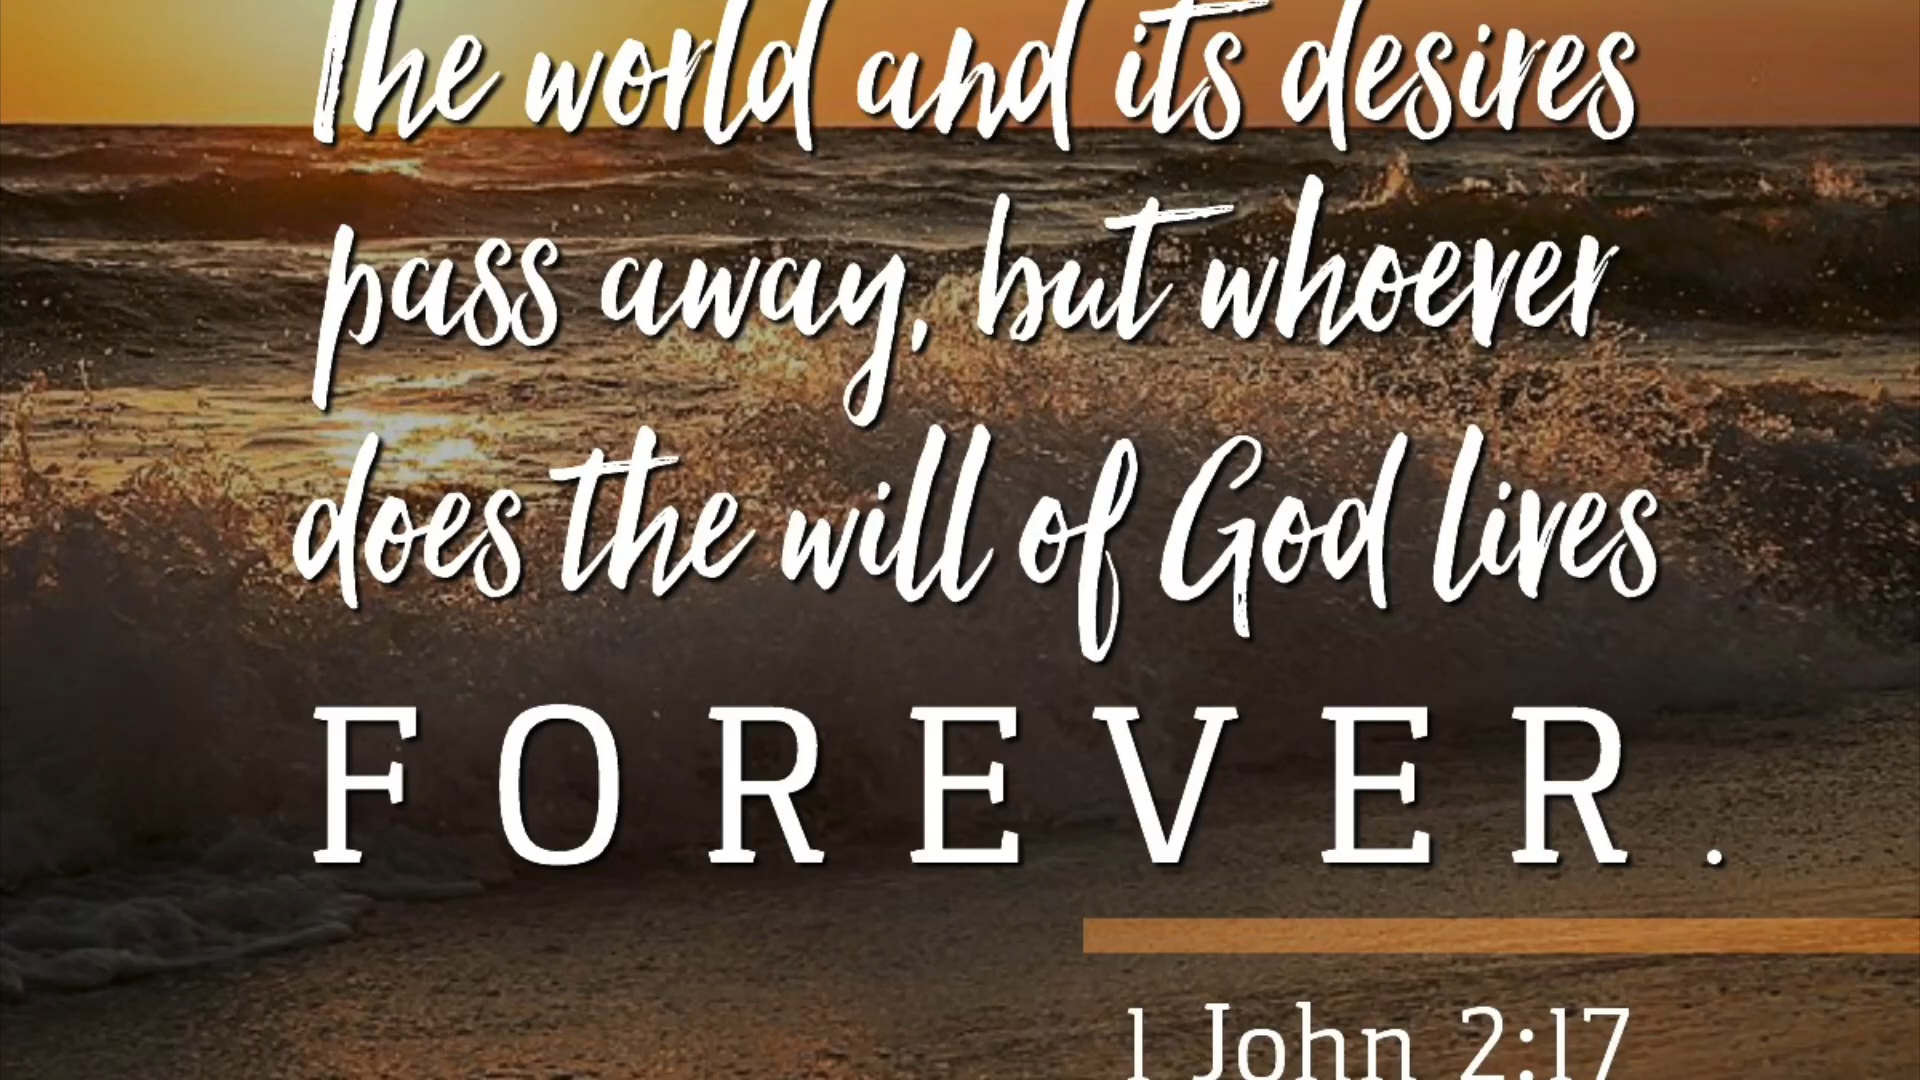 The world and its desires
pass away, but whoever
does the will of God lives
FOREVER.
1 John 2:17